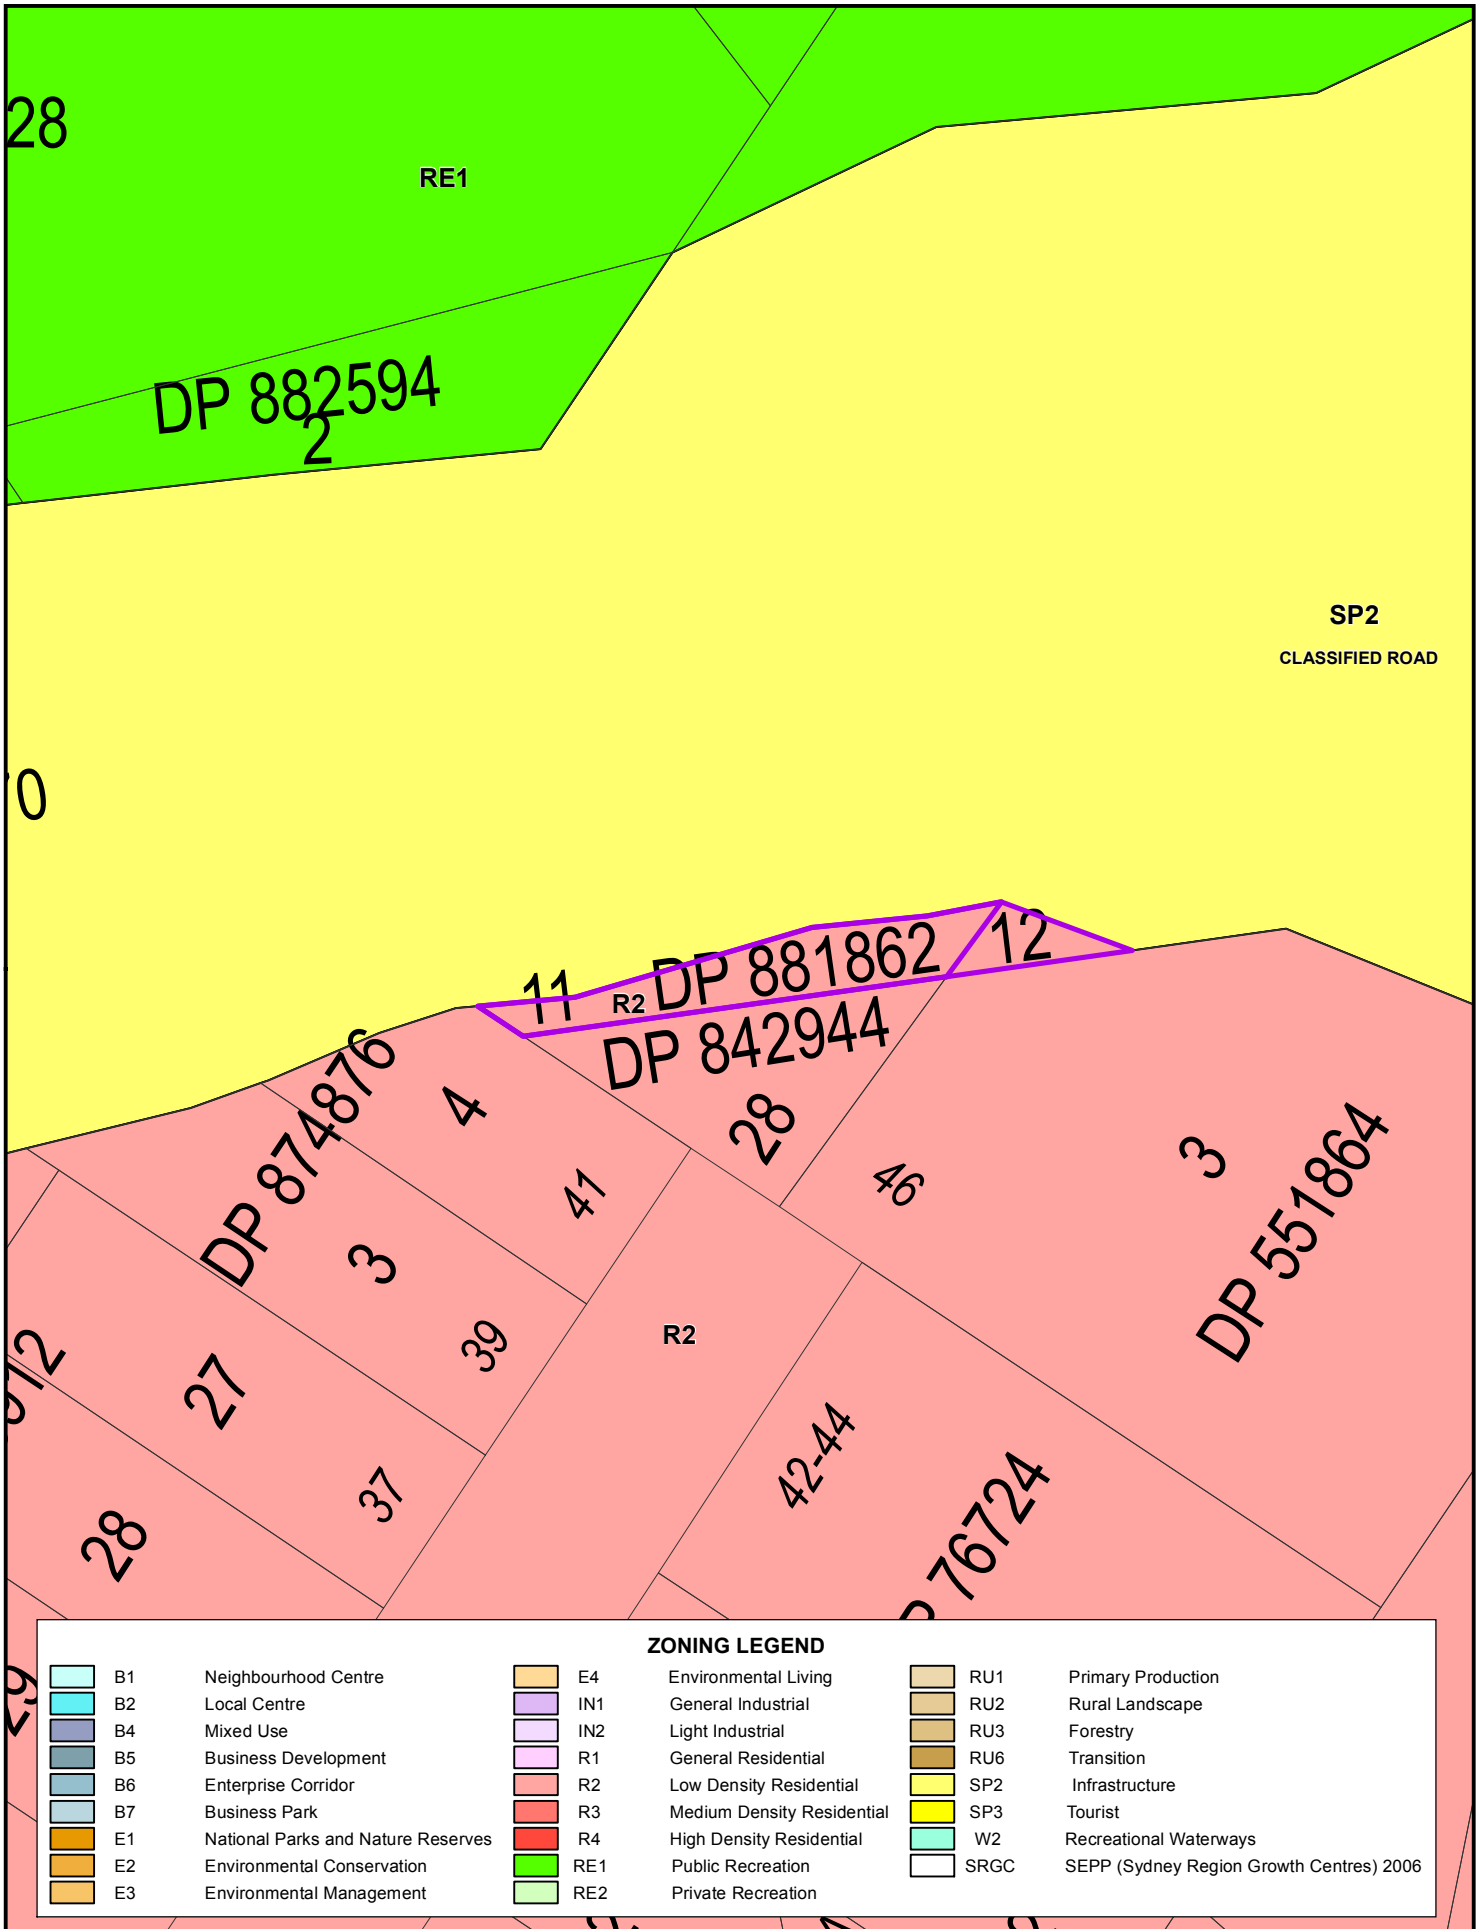 28
RE1
DP 882594
2
SP2
CLASSIFIED ROAD
0
12
DP 881862
11
R2
DP 842944
DP 874876
4
28
3
46
41
DP 551864
3
39
R2
27
42-44
37
28
76724
29
ZONING LEGEND
B1 Neighbourhood Centre
B2 Local Centre
B4 Mixed Use
B5 Business Development
B6 Enterprise Corridor
B7 Business Park
E1 National Parks and Nature Reserves
E2 Environmental Conservation
E3 Environmental Management
E4 Environmental Living
IN1 General Industrial
IN2 Light Industrial
R1 General Residential
R2 Low Density Residential
R3 Medium Density Residential
R4 High Density Residential
RE1 Public Recreation
RE2 Private Recreation
RU1 Primary Production
RU2 Rural Landscape
RU3 Forestry
RU6 Transition
SP2 Infrastructure
SP3 Tourist
W2 Recreational Waterways
SRGC SEPP (Sydney Region Growth Centres) 2006